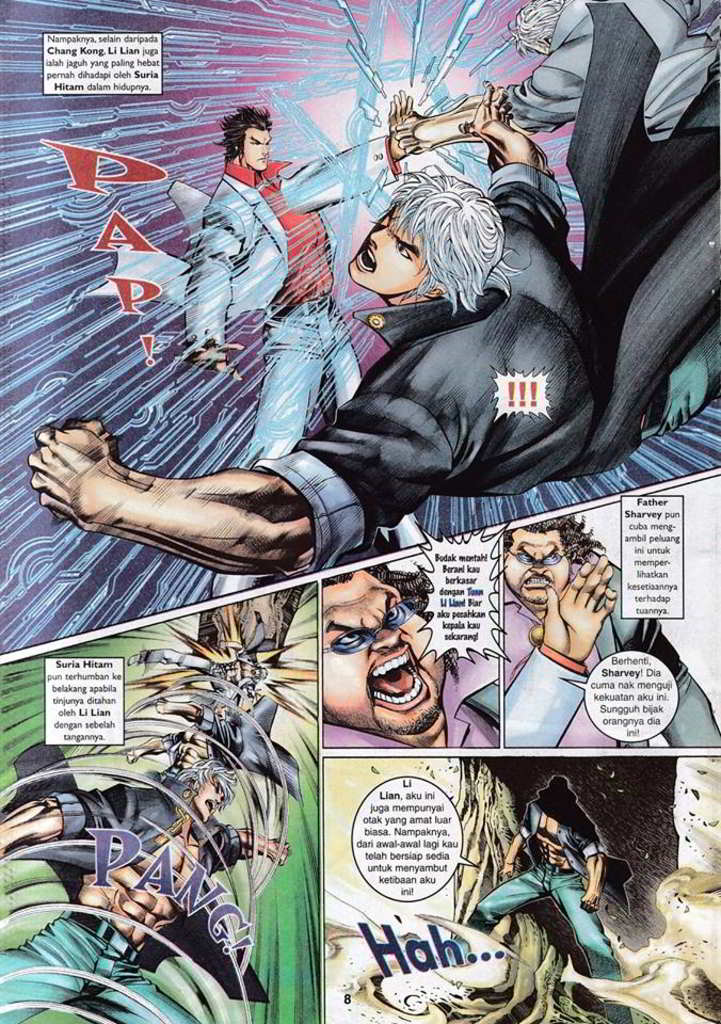 Nampaknya, selain daripada
Chang Kong, Li Lian juga
ialah jaguh yang paling hebat
pernah dihadapi oleh Suria
Hitam dalam hidupnya.
PAP!
!!!
Father
Sharvey pun
cuba meng-
ambil peluang
ini untuk
memper-
lihatkan
kesetiaannya
terhadap
tuannya.
Budak mentah!
Berani kau
berkasar
dengan Tuan
Li Lian! Biar
aku pesahkan
kepala kau
sekarang!
Berhenti,
Sharvey! Dia
cuma nak menguji
kekuatan aku ini.
Sungguh bijak
orangnya dia
ini!
Suria Hitam
pun terhumban ke
belakang apabila
tinjunya ditahan
oleh Li Lian
dengan sebelah
tangannya.
PANG!
Li
Lian, aku ini
juga mempunyai
otak yang amat luar
biasa. Nampaknya,
dari awal-awal lagi kau
telah bersiap sedia
untuk menyambut
ketibaan aku
ini!
Hah...
8